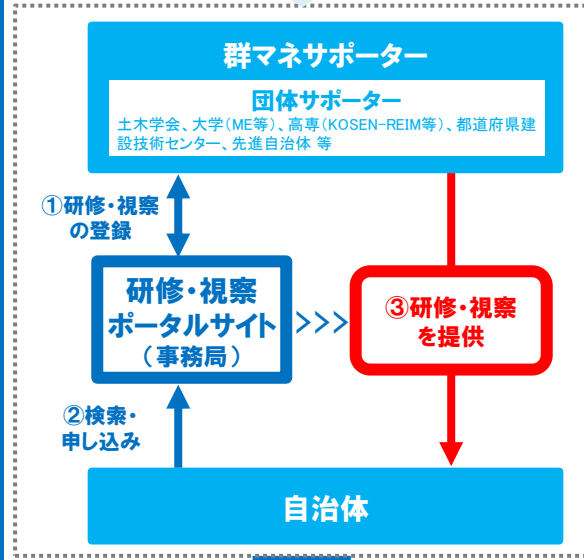 群マネサポーター
団体サポーター
土木学会、大学(ME等)、高専(KOSEN-REIM等)、都道府県建
設技術センター、先進自治体 等
①研修・視察
の登録
研修・視察
ポータルサイト
(事務局)
>>>
③研修・視察
を提供
②検索・
申し込み
自治体